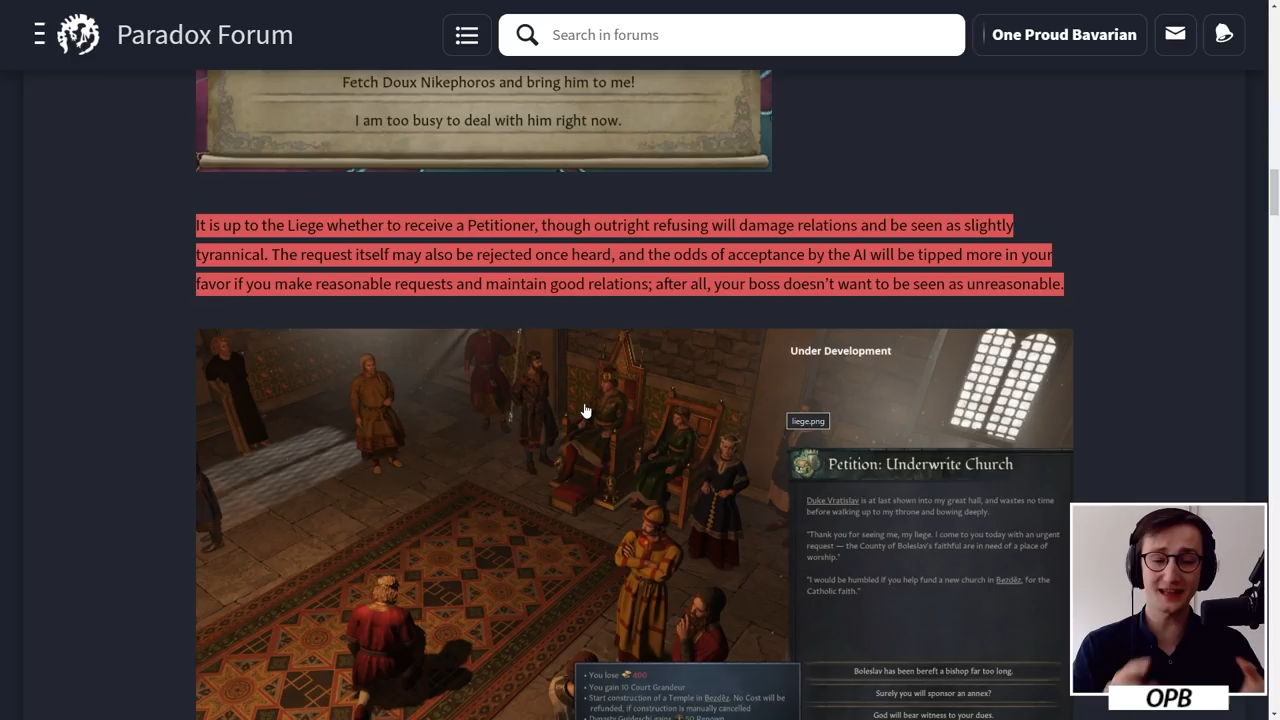 Paradox Forum
Search in forums
One Proud Bavarian
Fetch Doux Nikephoros and bring him to me!
I am too busy to deal with him right now.
It is up to the Liege whether to receive a Petitioner, though outright refusing will damage relations and be seen as slightly
tyrannical. The request itself may also be rejected once heard, and the odds of acceptance by the AI will be tipped more in your
favor if you make reasonable requests and maintain good relations; after all, your boss doesn't want to be seen as unreasonable.
Under Development
liege.png
Petition: Underwrite Church
Duke Vratislav is at last shown into my great hall, and wastes no time
before walking up to my throne and bowing deeply.
"Thank you for seeing me, my liege. I come to you today with an urgent
request — the County of Boleslav's faithful are in need of a place of
worship."
"I would be humbled if you help fund a new church in Bezděz, for the
Catholic faith."
• You lose 400
• You gain 10 Court Grandeur
• Start construction of a Temple in Bezděz. No Cost will be
refunded, if construction is manually cancelled
Boleslav has been bereft a bishop far too long.
Surely you will sponsor an annex?
God will bear witness to your dues.
OPB